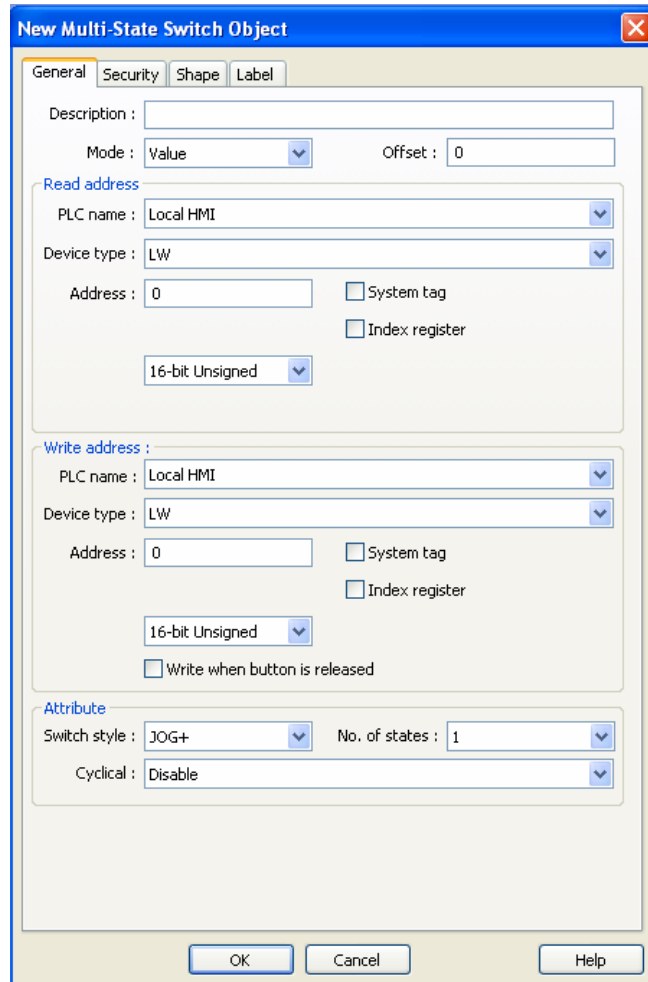 New Multi-State Switch Object
General Security Shape Label
Description :
Mode : Value Offset : 0
Read address
PLC name : Local HMI
Device type : LW
Address : 0 System tag
Index register
16-bit Unsigned
Write address :
PLC name : Local HMI
Device type : LW
Address : 0 System tag
Index register
16-bit Unsigned
Write when button is released
Attribute
Switch style : JOG+ No. of states : 1
Cyclical : Disable
OK Cancel Help